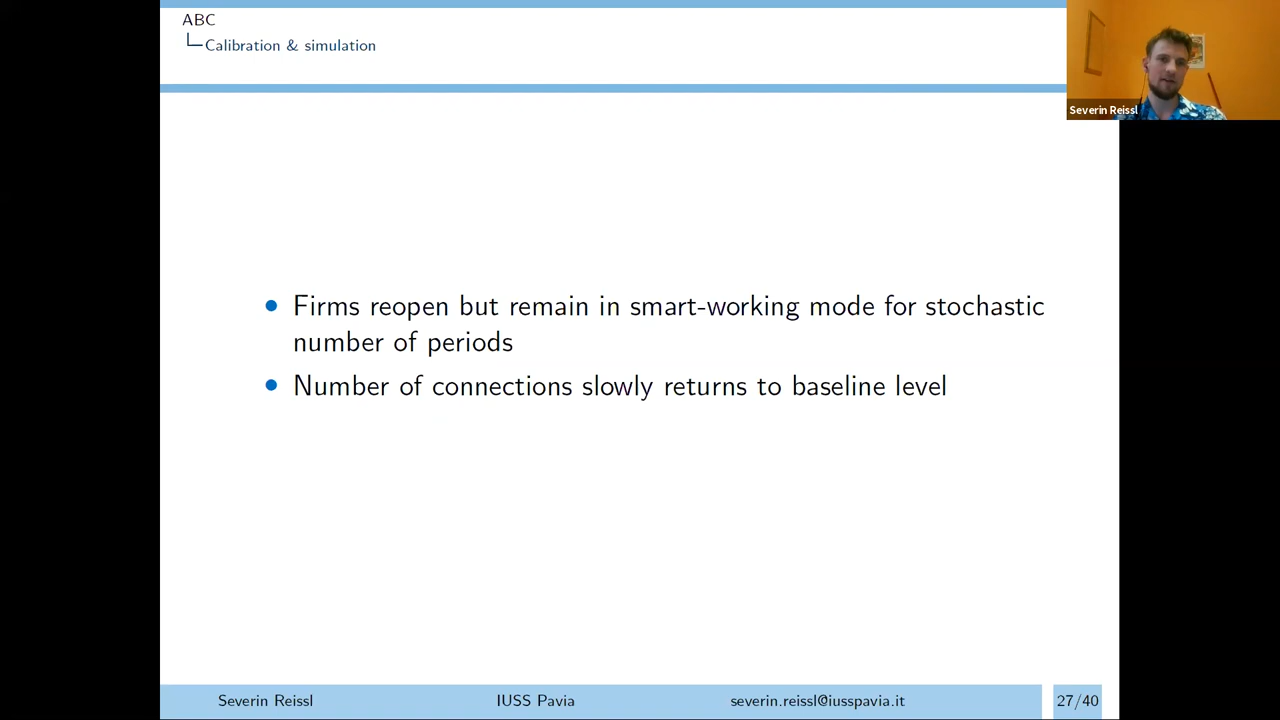 ABC
Calibration & simulation
Severin Reissl
• Firms reopen but remain in smart-working mode for stochastic
number of periods
• Number of connections slowly returns to baseline level
Severin Reissl IUSS Pavia severin.reissl@iusspavia.it 27/40